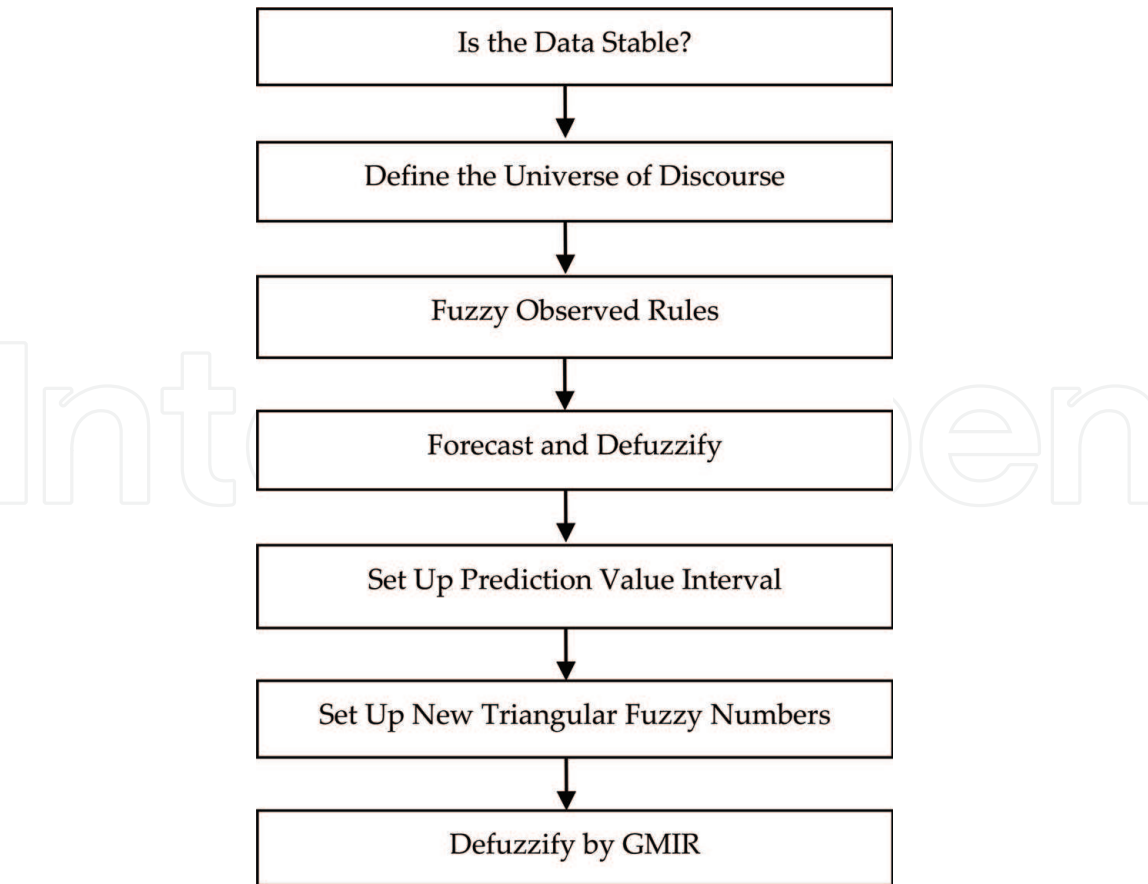 Is the Data Stable?
Define the Universe of Discourse
Fuzzy Observed Rules
Forecast and Defuzzify
Set Up Prediction Value Interval
Set Up New Triangular Fuzzy Numbers
Defuzzify by GMIR